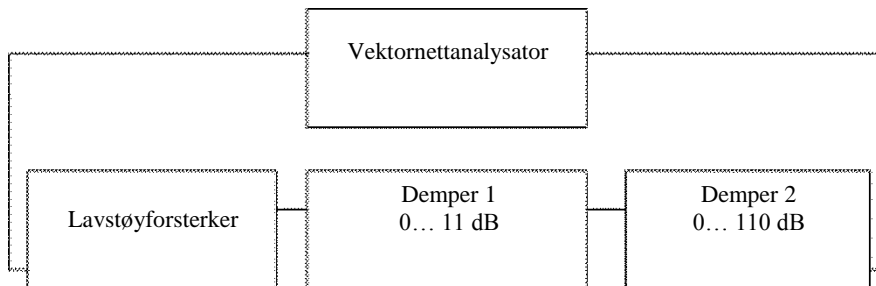 Vektornettanalysator
Lavstøyforsterker
Demper 1
0… 11 dB
Demper 2
0… 110 dB